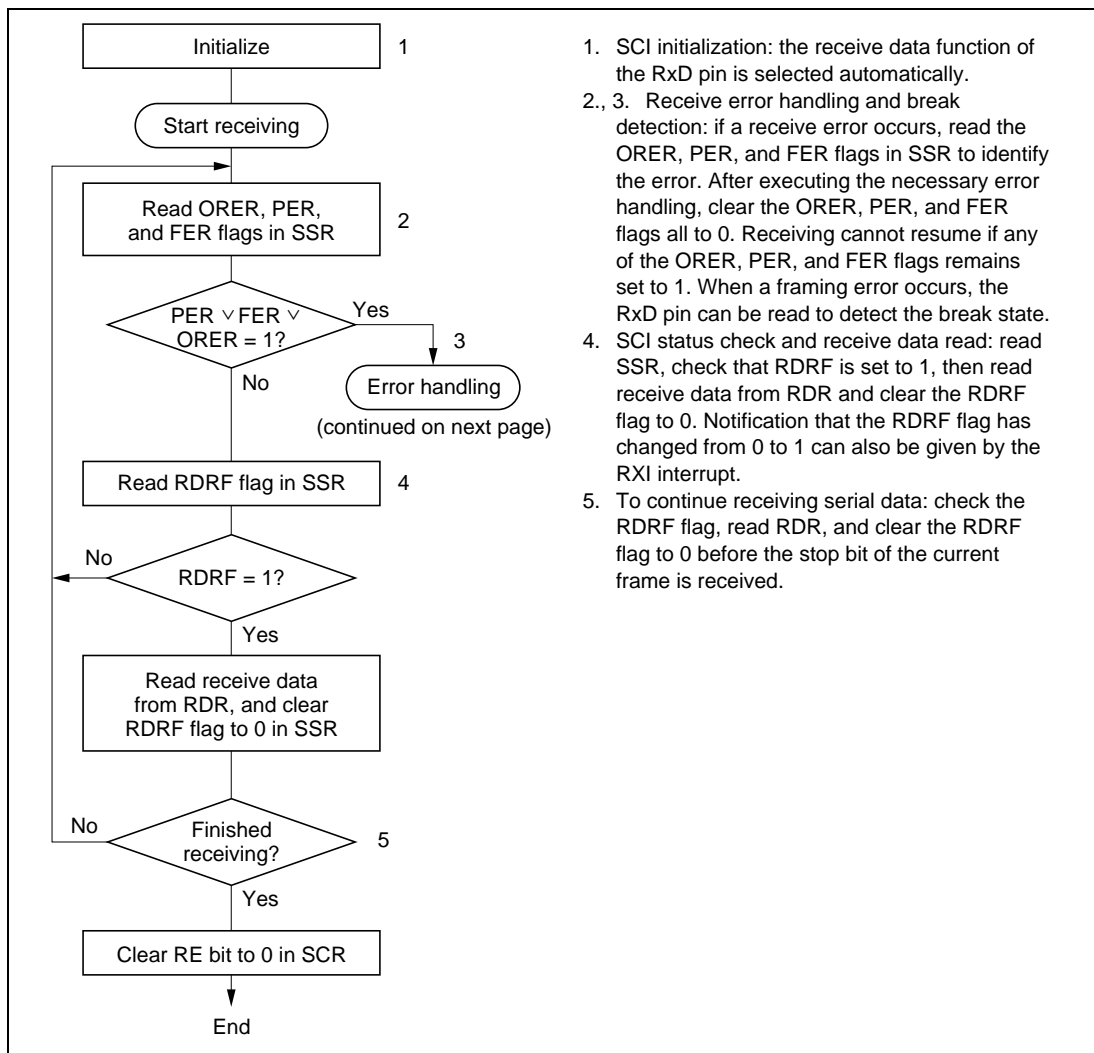 Initialize
1
Start receiving
Read ORER, PER,
and FER flags in SSR
2
PER ∨ FER ∨
ORER = 1?
Yes
3
No
Error handling
(continued on next page)
Read RDRF flag in SSR
4
No
RDRF = 1?
Yes
Read receive data
from RDR, and clear
RDRF flag to 0 in SSR
No
Finished
receiving?
5
Yes
Clear RE bit to 0 in SCR
End
1. SCI initialization: the receive data function of
the RxD pin is selected automatically.
2., 3. Receive error handling and break
detection: if a receive error occurs, read the
ORER, PER, and FER flags in SSR to identify
the error. After executing the necessary error
handling, clear the ORER, PER, and FER
flags all to 0. Receiving cannot resume if any
of the ORER, PER, and FER flags remains
set to 1. When a framing error occurs, the
RxD pin can be read to detect the break state.
4. SCI status check and receive data read: read
SSR, check that RDRF is set to 1, then read
receive data from RDR and clear the RDRF
flag to 0. Notification that the RDRF flag has
changed from 0 to 1 can also be given by the
RXI interrupt.
5. To continue receiving serial data: check the
RDRF flag, read RDR, and clear the RDRF
flag to 0 before the stop bit of the current
frame is received.